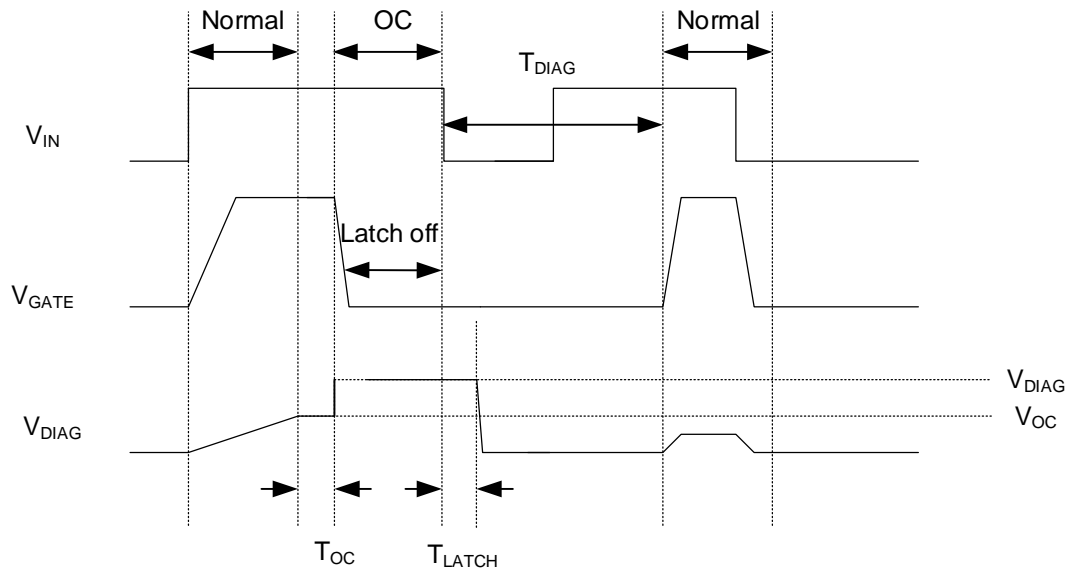 Normal
OC
Normal
T_DIAG
V_IN
Latch off
V_GATE
V_DIAG
V_OC
V_DIAG
T_OC
T_LATCH